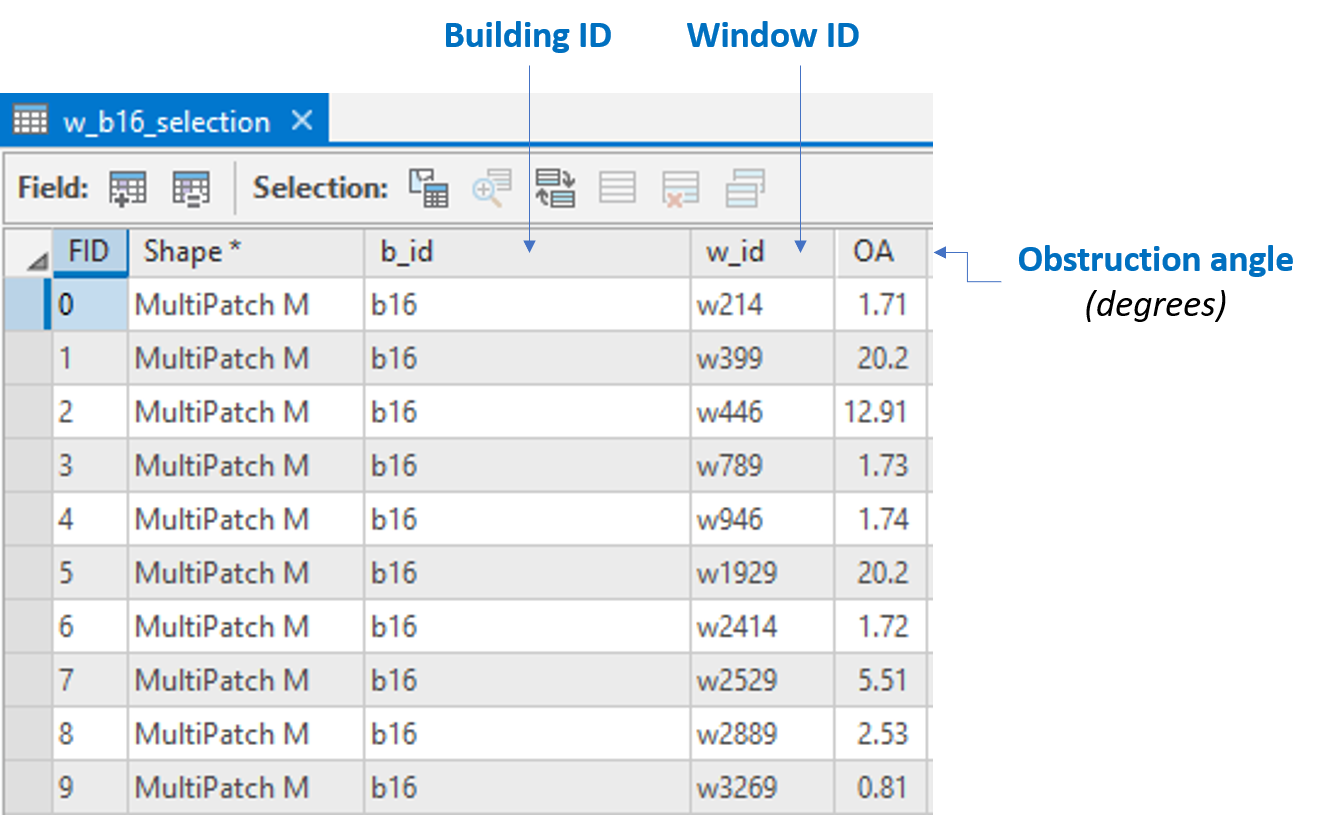 Building ID Window ID
w_b16_selection
Field: Selection:
FID Shape * b_id w_id OA
Obstruction angle
(degrees)
0 MultiPatch M b16 w214 1.71
1 MultiPatch M b16 w399 20.2
2 MultiPatch M b16 w446 12.91
3 MultiPatch M b16 w789 1.73
4 MultiPatch M b16 w946 1.74
5 MultiPatch M b16 w1929 20.2
6 MultiPatch M b16 w2414 1.72
7 MultiPatch M b16 w2529 5.51
8 MultiPatch M b16 w2889 2.53
9 MultiPatch M b16 w3269 0.81